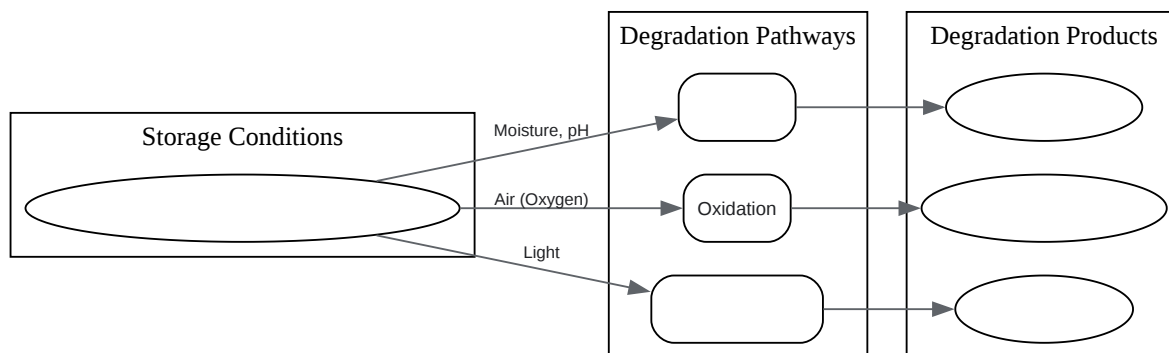 Degradation Pathways
Degradation Products
Storage Conditions
Moisture, pH
Air (Oxygen)
Oxidation
Light